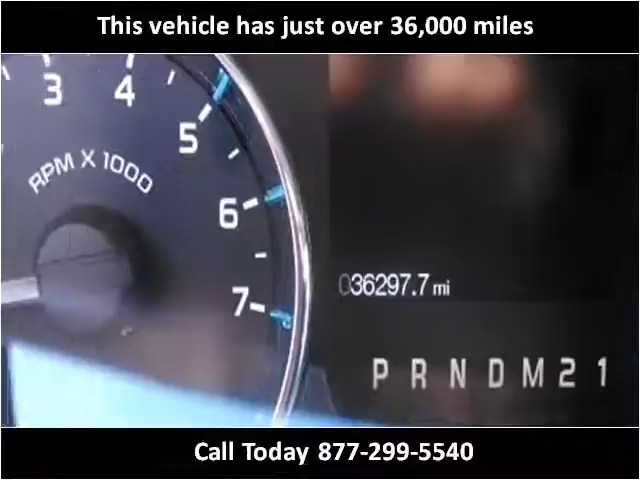 This vehicle has just over 36,000 miles
3 4 5 6 7
RPM X 1000
036297.7 mi
P R N D M 2 1
Call Today 877-299-5540